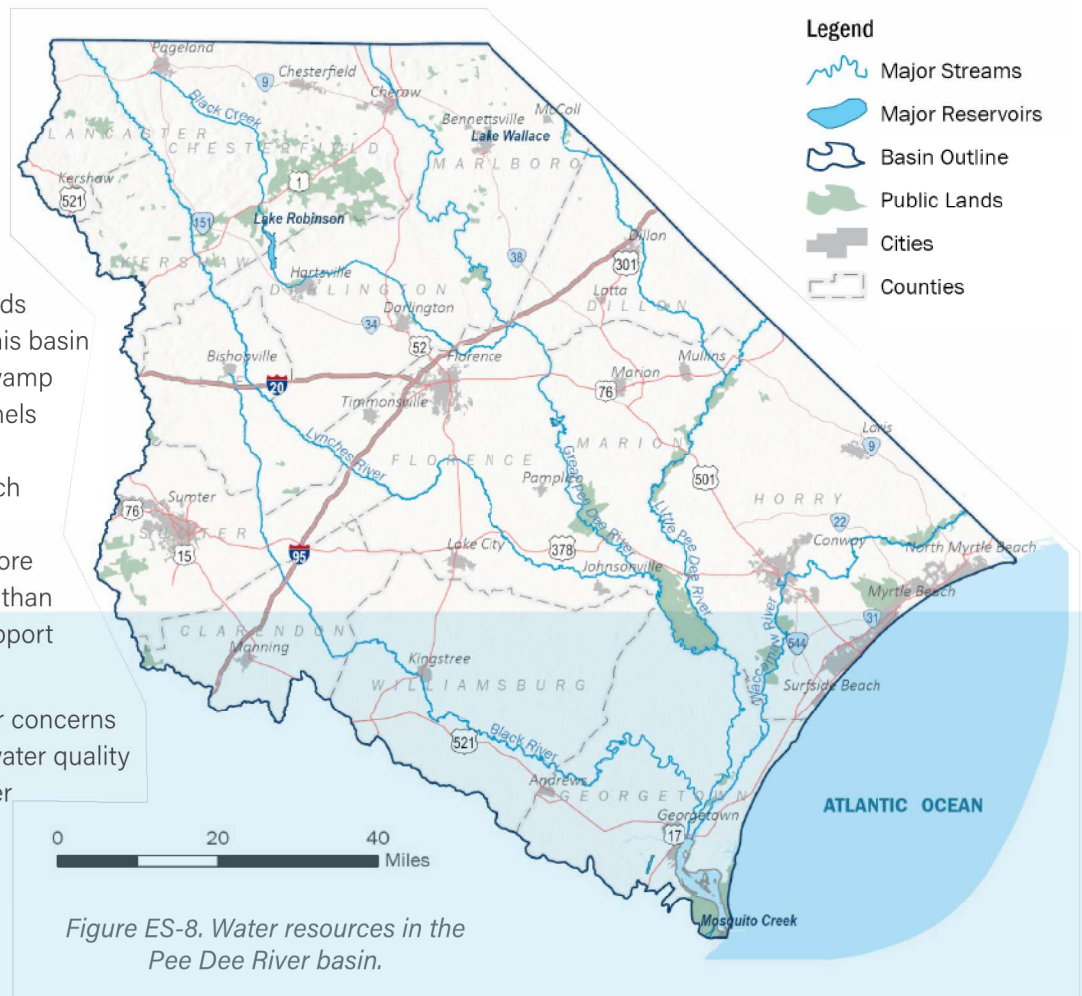 Legend
Major Streams
Major Reservoirs
Basin Outline
Public Lands
Cities
Counties
Pageland
9
Chesterfield
Cheraw
McColl
Black Creek
Bennettsville
Lake Wallace
LANCASTER
CHESTERFIELD
MARLBORO
Kershaw
521
1
Lake Robinson
151
Dillon
301
KERSHAW
38
Hartsville
DARLINGTON
Latta
DILLON
Darlington
34
52
ds
his basin
Bishopville
Florence
Mullins
wamp
20
Marion
76
nels
Timmonsville
Laris
9
Lynches River
MARION
FLORENCE
Great Pee Dee River
Pamplico
501
ch
Sumter
76
HORRY
Little Pee Dee River
22
SUMTER
15
95
Lake City
378
Conway
North Myrtle Beach
ore
than
Johnsonville
Myrtle Beach
pport
31
CLARENDON
Waccamaw River
544
Manning
Kingstree
WILLIAMSBURG
Surfside Beach
r concerns
water quality
er
521
Black River
Andrews
GEORGETOWN
Georgetown
ATLANTIC OCEAN
17
0 20 40
Miles
Mosquito Creek
Figure ES-8. Water resources in the
Pee Dee River basin.